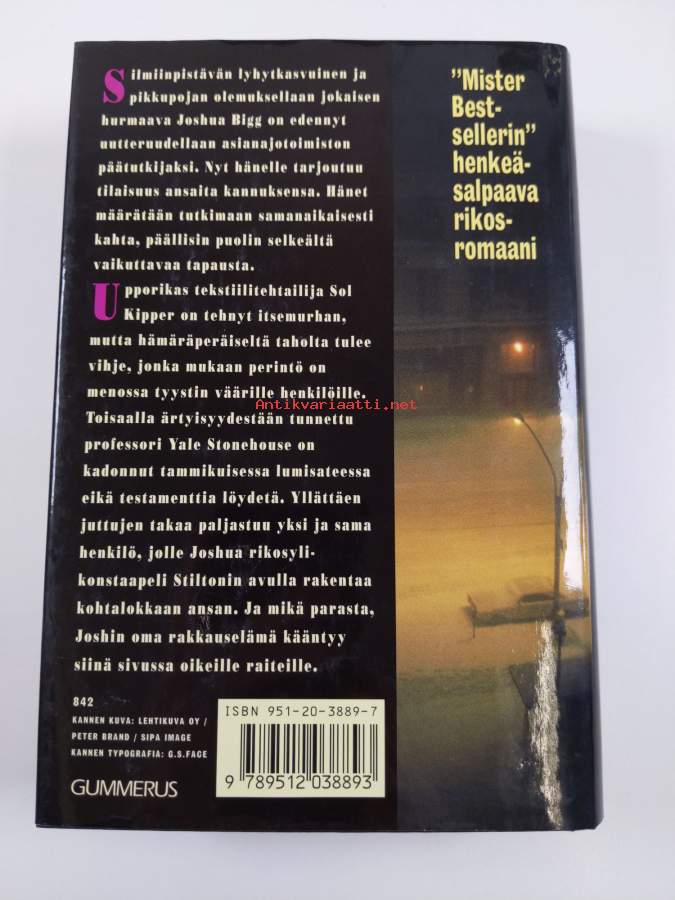 Silmiinpistävän lyhytkasvuinen ja
pikkupojan olemuksellaan jokaisen
hurmaava Joshua Bigg on edennyt
uutteruudellaan asianajotoimiston
päätutkijaksi. Nyt hänelle tarjoutuu
tilaisuus ansaita kannuksensa. Hänet
määrätään tutkimaan samanaikaisesti
kahta, päällisin puolin selkeältä
vaikuttavaa tapausta.
Upporikas tekstiilitehtailija Sol
Kipper on tehnyt itsemurhan,
mutta hämäräperäiseltä taholta tulee
vihje, jonka mukaan perintö on
menossa tyystin väärille henkilöille.
Toisaalla ärtyisyydestään tunnettu
professori Yale Stonehouse on
kadonnut tammikuisessa lumisateessa
eikä testamenttia löydetä. Yllättäen
juttujen takaa paljastuu yksi ja sama
henkilö, jolle Joshua rikosyli-
konstaapeli Stiltonin avulla rakentaa
kohtalokkaan ansan. Ja mikä parasta,
Joshin oma rakkauselämä kääntyy
siinä sivussa oikeille raiteille.
"Mister
Best-
sellerin"
henkeä-
salpaava
rikos-
romaani
Antikvariaatti.net
842
KANNEN KUVA: LEHTIKUVA OY /
PETER BRAND / SIPA IMAGE
KANNEN TYPOGRAFIA: G.S.FACE
GUMMERUS
ISBN 951-20-3889-7
9 789512 038893